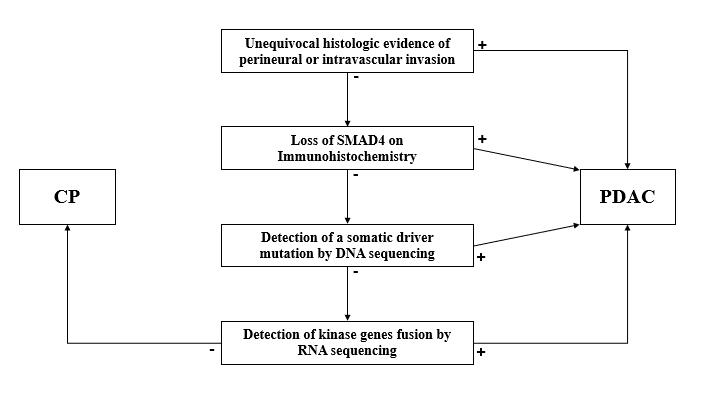 Unequivocal histologic evidence of
perineural or intravascular invasion
+
-
Loss of SMAD4 on
Immunohistochemistry
+
-
CP
PDAC
Detection of a somatic driver
mutation by DNA sequencing
+
-
Detection of kinase genes fusion by
RNA sequencing
-
+